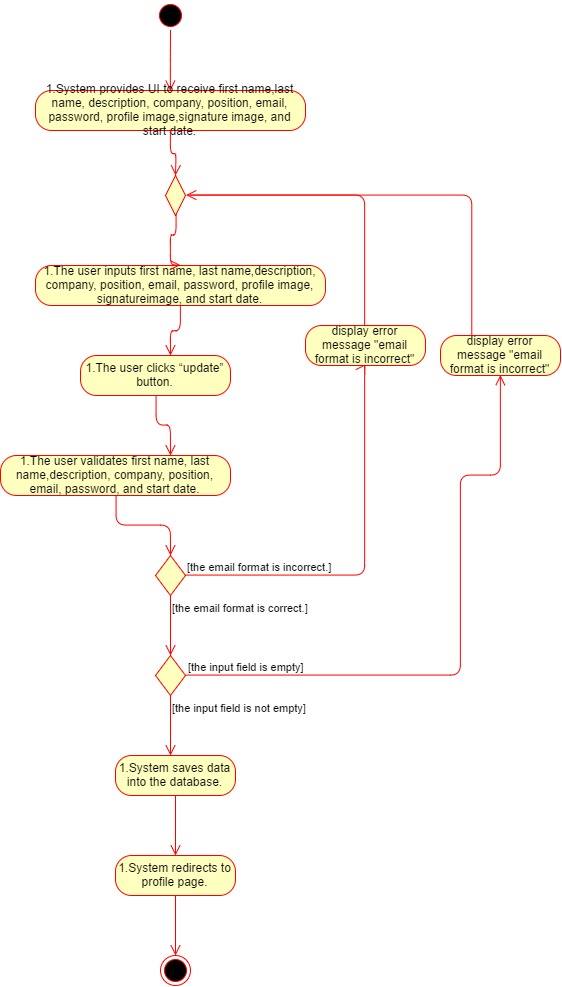 1.System provides UI to receive first name,last
name, description, company, position, email,
password, profile image,signature image, and
start date.
1.The user inputs first name, last name,description,
company, position, email, password, profile image,
signatureimage, and start date.
display error
message "email
format is incorrect"
display error
message "email
format is incorrect"
1.The user clicks “update”
button.
1.The user validates first name, last
name,description, company, position,
email, password, and start date.
[the email format is incorrect.]
[the email format is correct.]
[the input field is empty]
[the input field is not empty]
1.System saves data
into the database.
1.System redirects to
profile page.